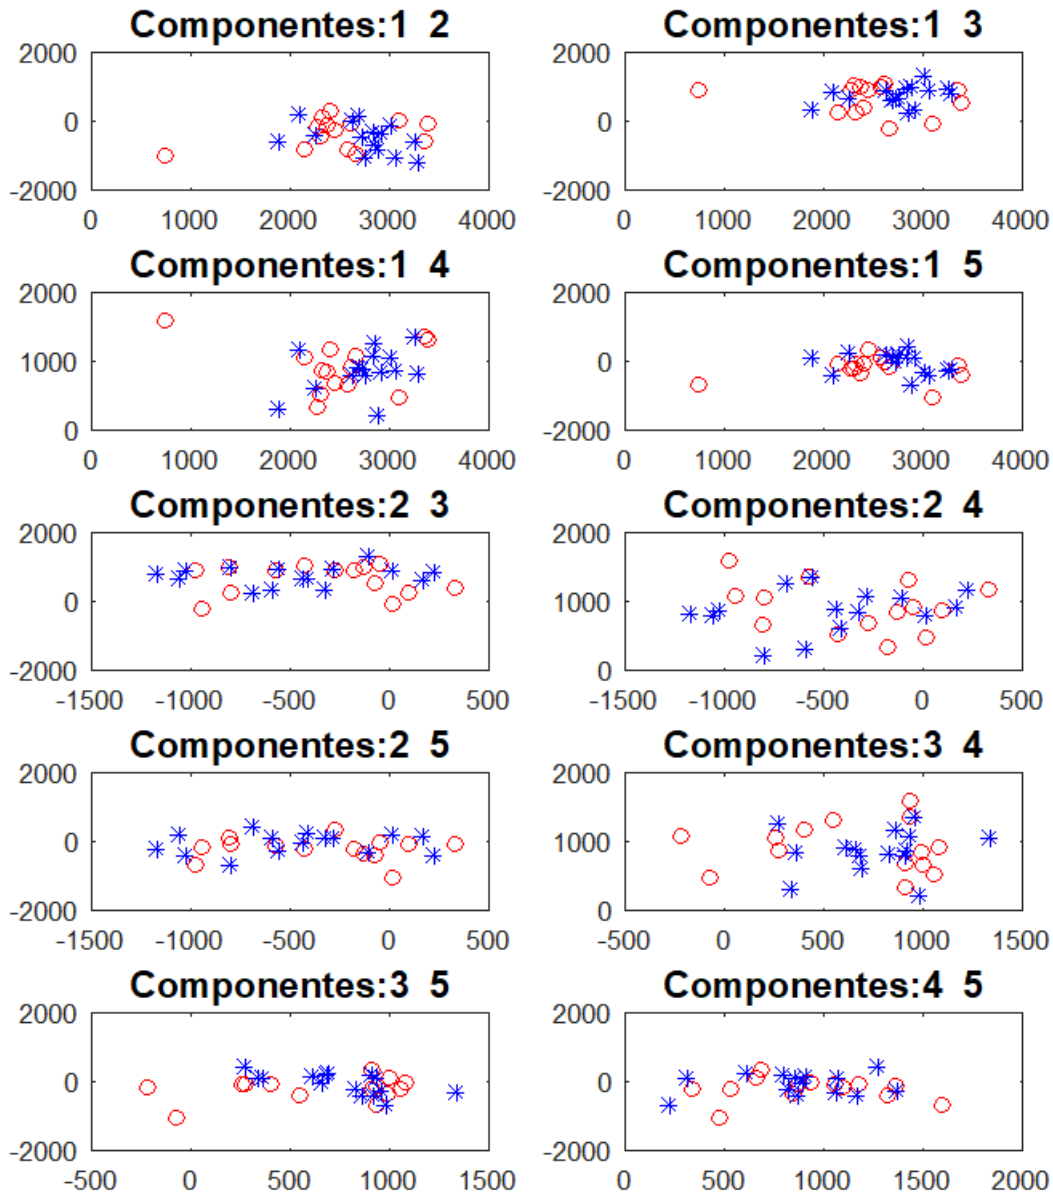 Componentes:1 2
2000
0
-2000
0 1000 2000 3000 4000
Componentes:1 3
2000
0
-2000
0 1000 2000 3000 4000
Componentes:1 4
2000
1000
0
0 1000 2000 3000 4000
Componentes:1 5
2000
0
-2000
0 1000 2000 3000 4000
Componentes:2 3
2000
0
-2000
-1500 -1000 -500 0 500
Componentes:2 4
2000
1000
0
-1500 -1000 -500 0 500
Componentes:2 5
2000
0
-2000
-1500 -1000 -500 0 500
Componentes:3 4
2000
1000
0
-500 0 500 1000 1500
Componentes:3 5
2000
0
-2000
-500 0 500 1000 1500
Componentes:4 5
2000
0
-2000
0 500 1000 1500 2000